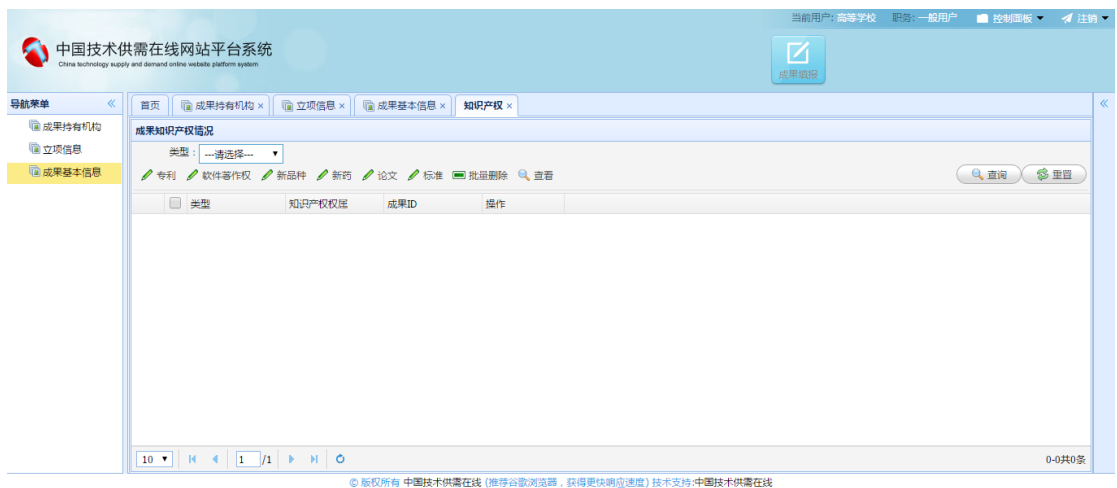 当前用户: 高等学校 职务: 一般用户 控制面板 注销
中国技术供需在线网站平台系统
China technology supply and demand online website platform system
成果填报
导航菜单
首页 成果持有机构 × 立项信息 × 成果基本信息 × 知识产权 ×
成果持有机构
立项信息
成果基本信息
成果知识产权情况
类型 : ---请选择---
专利 软件著作权 新品种 新药 论文 标准 批量删除 查看
查询 重置
类型 知识产权权属 成果ID 操作
10 1 /1 0-0共0条
© 版权所有 中国技术供需在线 (推荐谷歌浏览器，获得更快响应速度) 技术支持:中国技术供需在线